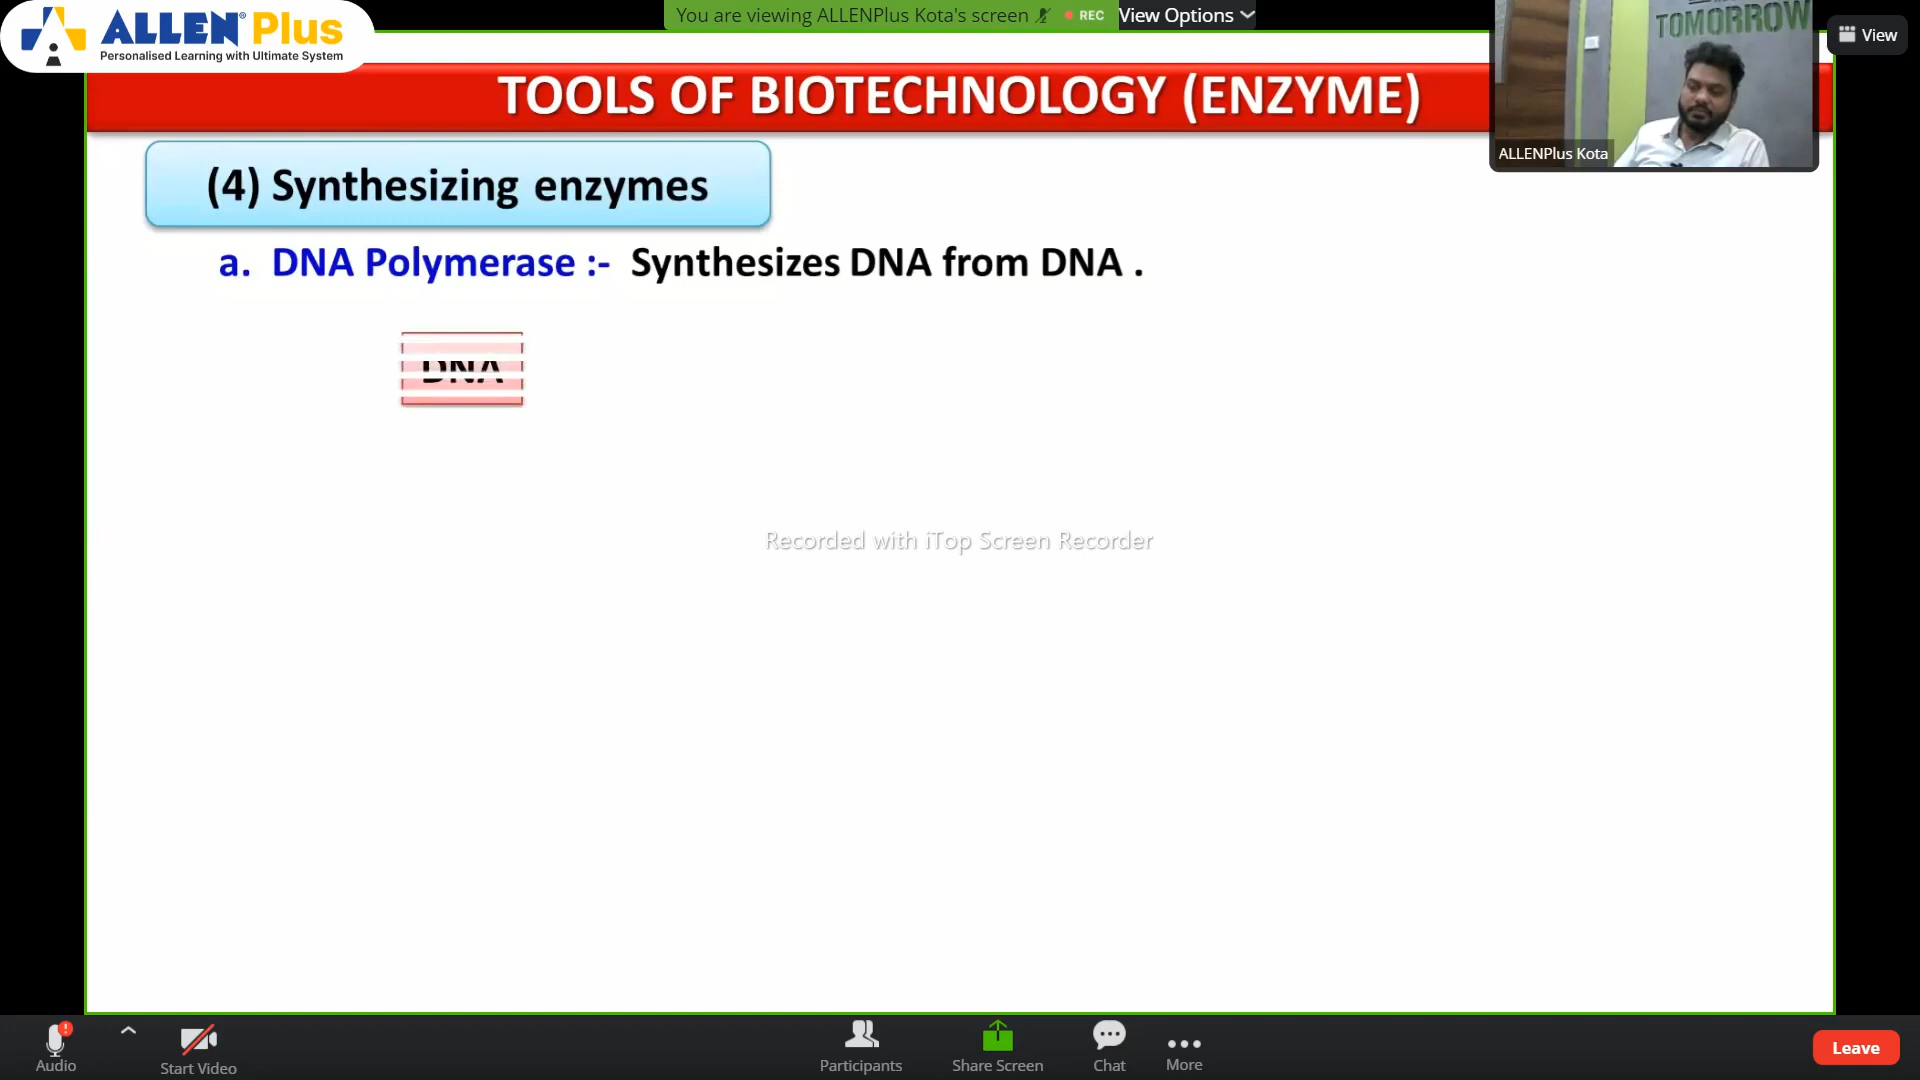 You are viewing ALLENPlus Kota's screen REC View Options
ALLEN® Plus
Personalised Learning with Ultimate System
TOMORROW
View
TOOLS OF BIOTECHNOLOGY (ENZYME)
ALLENPlus Kota
(4) Synthesizing enzymes
a. DNA Polymerase :- Synthesizes DNA from DNA .
DNA
Recorded with iTop Screen Recorder
Audio
Start Video
Participants
Share Screen
Chat
More
Leave